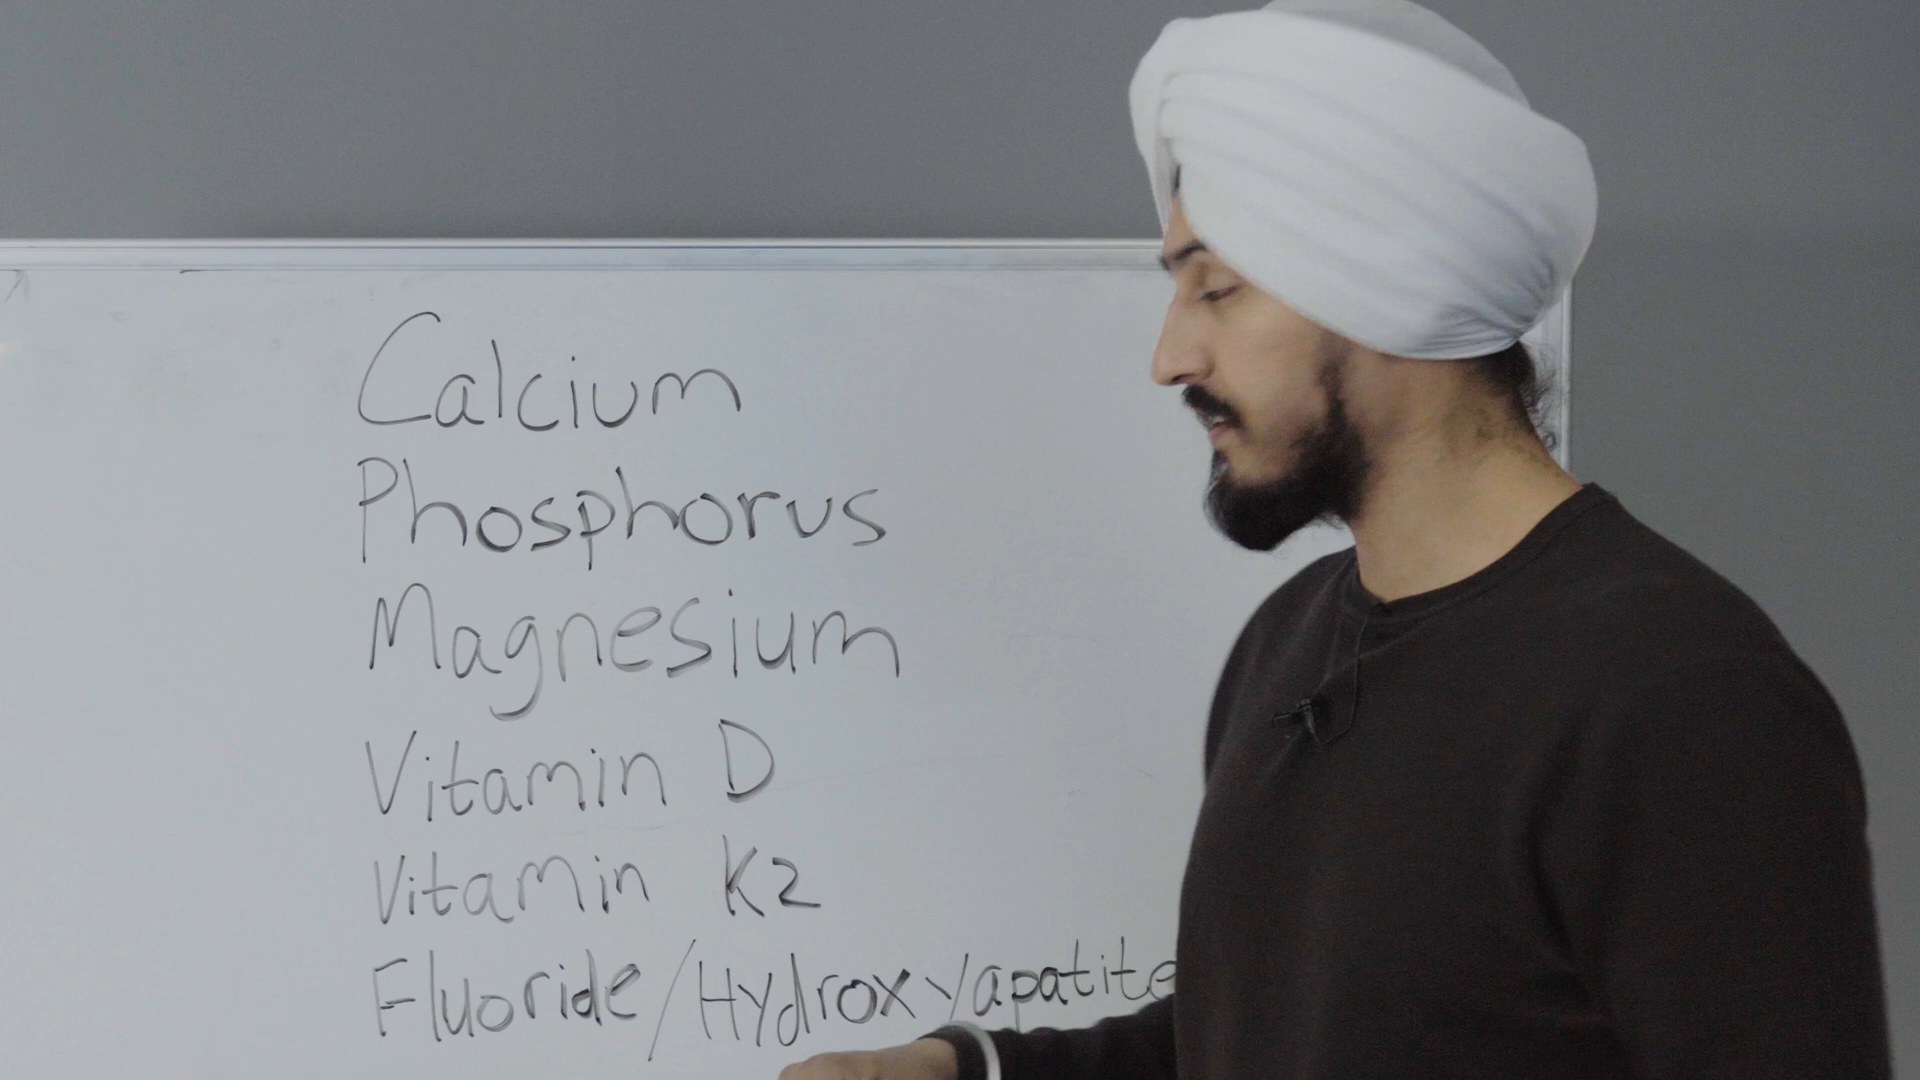 Calcium
Phosphorus
Magnesium
Vitamin D
Vitamin K2
Fluoride/Hydroxyapatite